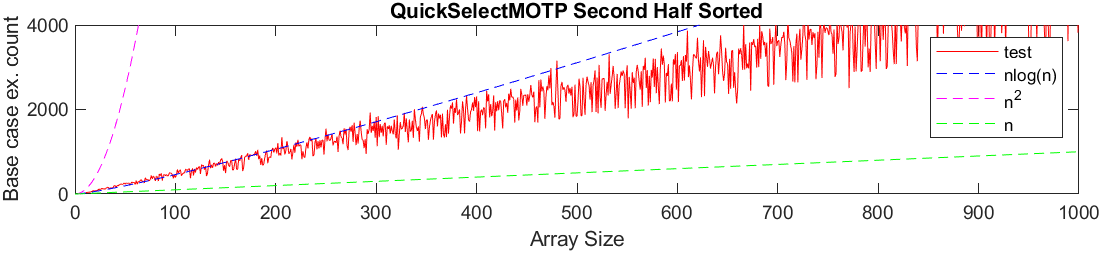 QuickSelectMOTP Second Half Sorted
Base case ex. count
4000
2000
0
0 100 200 300 400 500 600 700 800 900 1000
Array Size
test
nlog(n)
n²
n